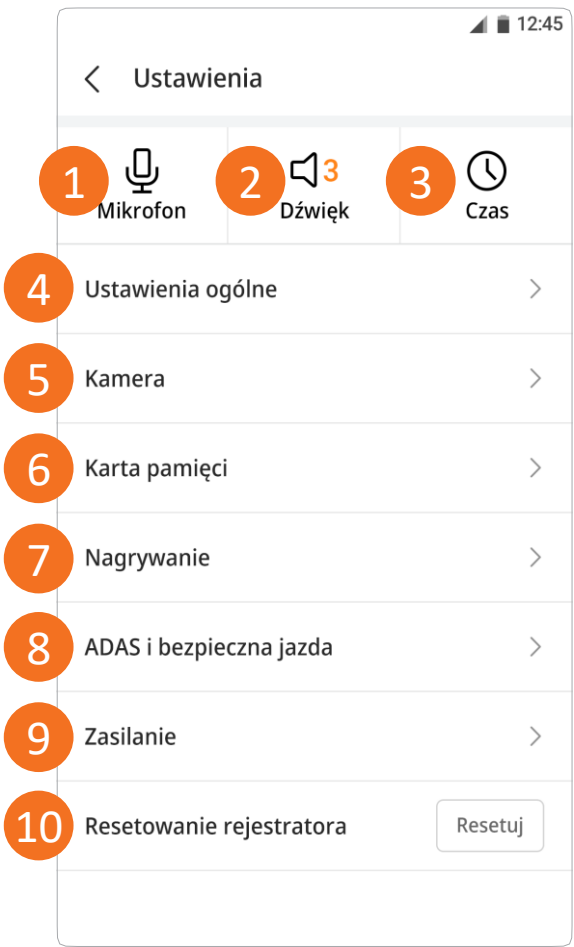 12:45
Ustawienia
1 2 3 3
Mikrofon Dźwięk Czas
4 Ustawienia ogólne
5 Kamera
6 Karta pamięci
7 Nagrywanie
8 ADAS i bezpieczna jazda
9 Zasilanie
10 Resetowanie rejestratora Resetuj